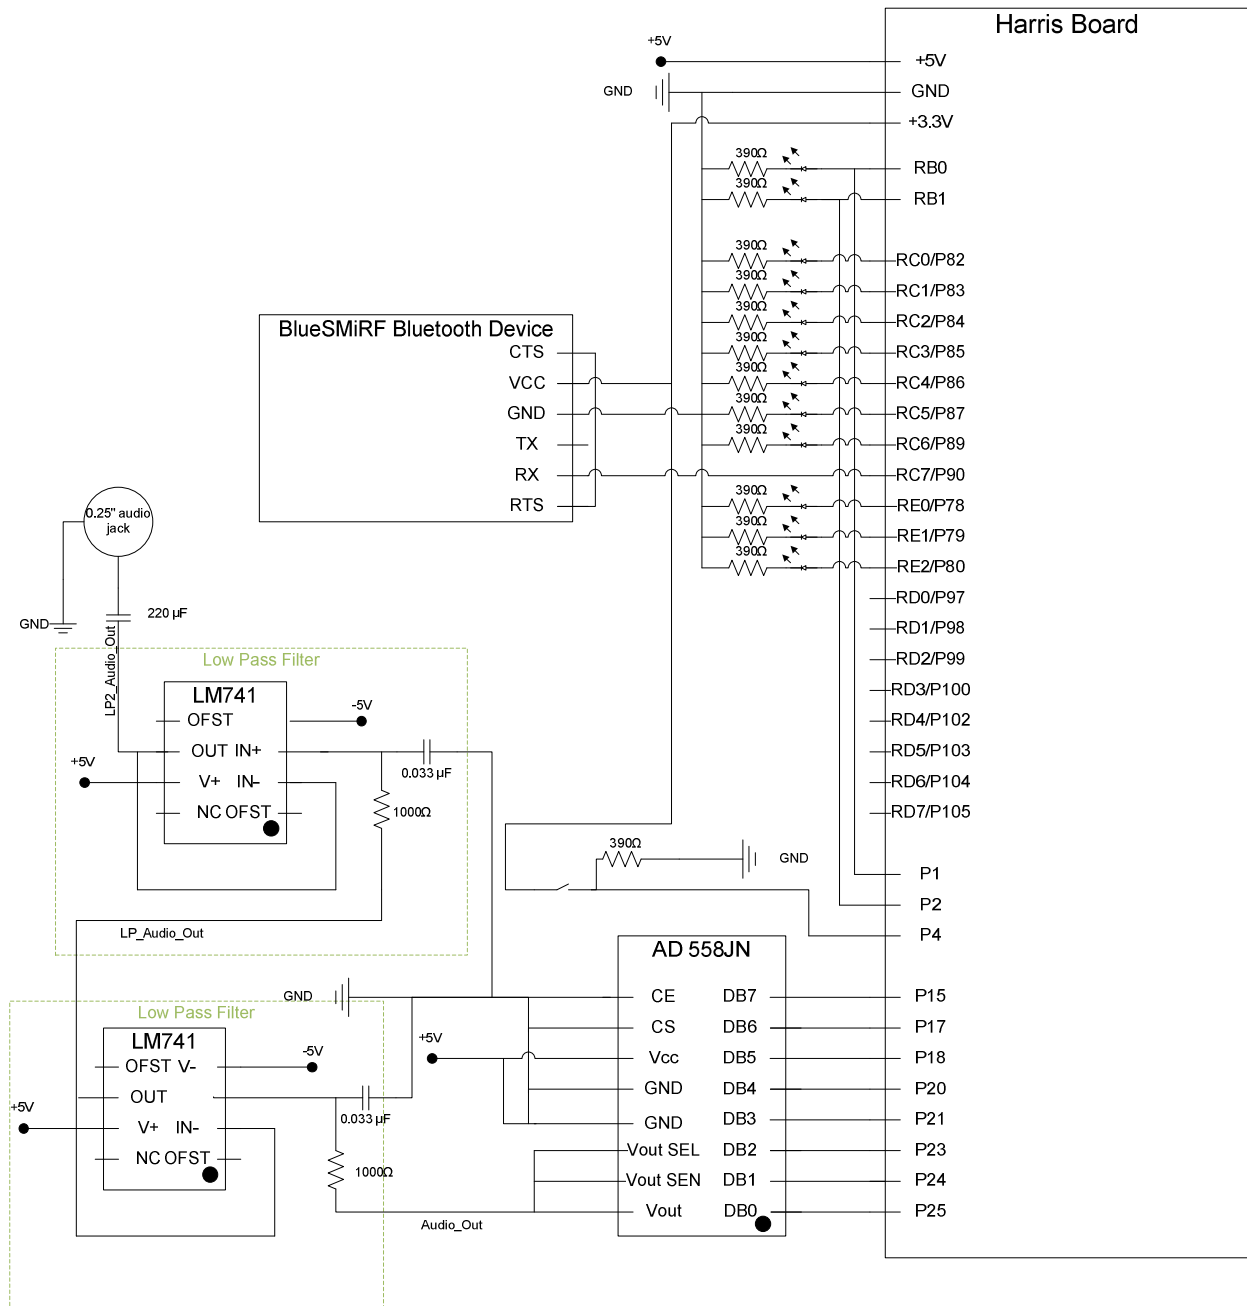 Harris Board
+5V
+5V
GND
GND
+3.3V
390Ω
RB0
390Ω
RB1
390Ω
RC0/P82
390Ω
RC1/P83
390Ω
RC2/P84
390Ω
RC3/P85
390Ω
RC4/P86
390Ω
RC5/P87
390Ω
RC6/P89
RC7/P90
390Ω
RE0/P78
390Ω
RE1/P79
390Ω
RE2/P80
RD0/P97
RD1/P98
RD2/P99
RD3/P100
RD4/P102
RD5/P103
RD6/P104
RD7/P105
P1
P2
P4
P15
P17
P18
P20
P21
P23
P24
P25
BlueSMiRF Bluetooth Device
CTS
VCC
GND
TX
RX
RTS
0.25" audio
jack
GND
220 µF
LP2_Audio_Out
Low Pass Filter
LM741
OFST
-5V
OUT IN+
+5V
V+ IN-
NC OFST
0.033 µF
1000Ω
LP_Audio_Out
390Ω
GND
GND
Low Pass Filter
LM741
OFST V-
-5V
OUT
+5V
V+ IN-
NC OFST
0.033 µF
1000Ω
Audio_Out
+5V
AD 558JN
CE DB7
CS DB6
Vcc DB5
GND DB4
GND DB3
Vout SEL DB2
Vout SEN DB1
Vout DB0